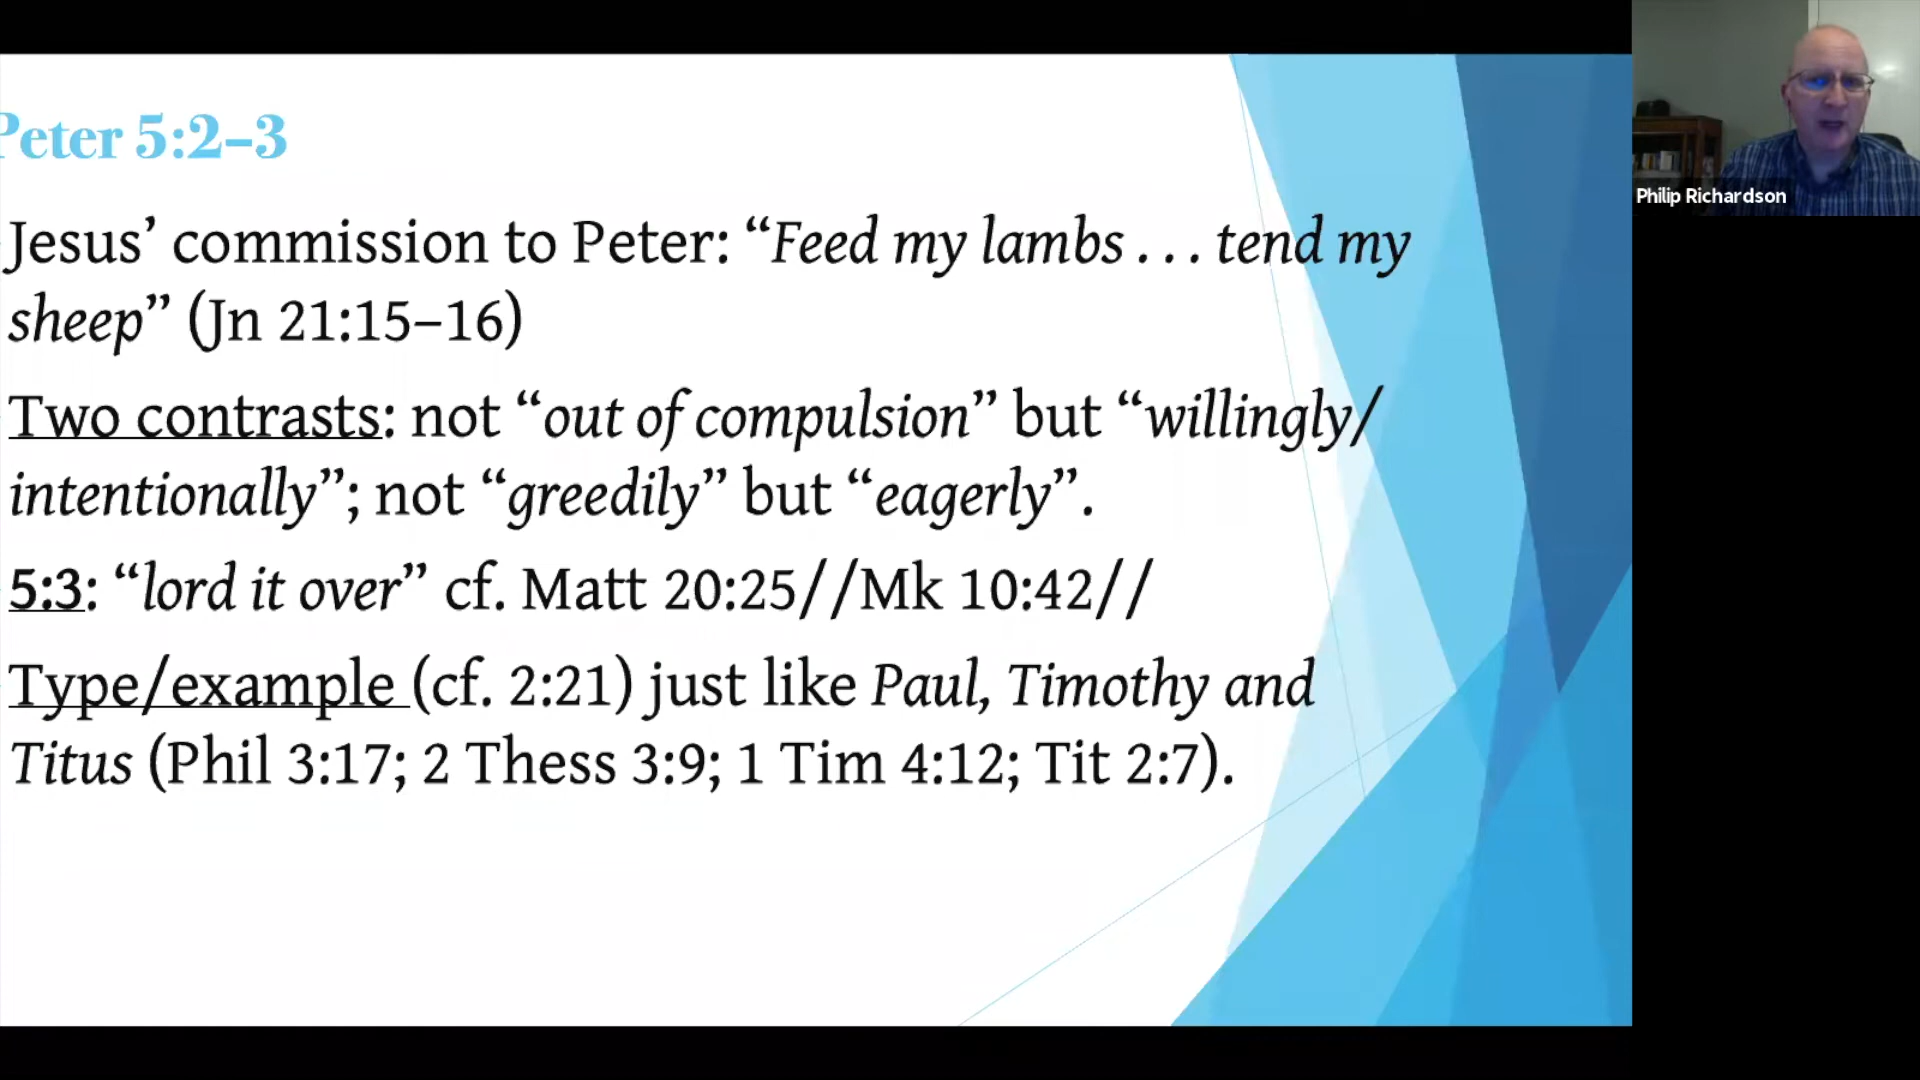 Peter 5:2–3
Jesus’ commission to Peter: “Feed my lambs . . . tend my
sheep” (Jn 21:15–16)
Two contrasts: not “out of compulsion” but “willingly/
intentionally”; not “greedily” but “eagerly”.
5:3: “lord it over” cf. Matt 20:25//Mk 10:42//
Type/example (cf. 2:21) just like Paul, Timothy and
Titus (Phil 3:17; 2 Thess 3:9; 1 Tim 4:12; Tit 2:7).
Philip Richardson